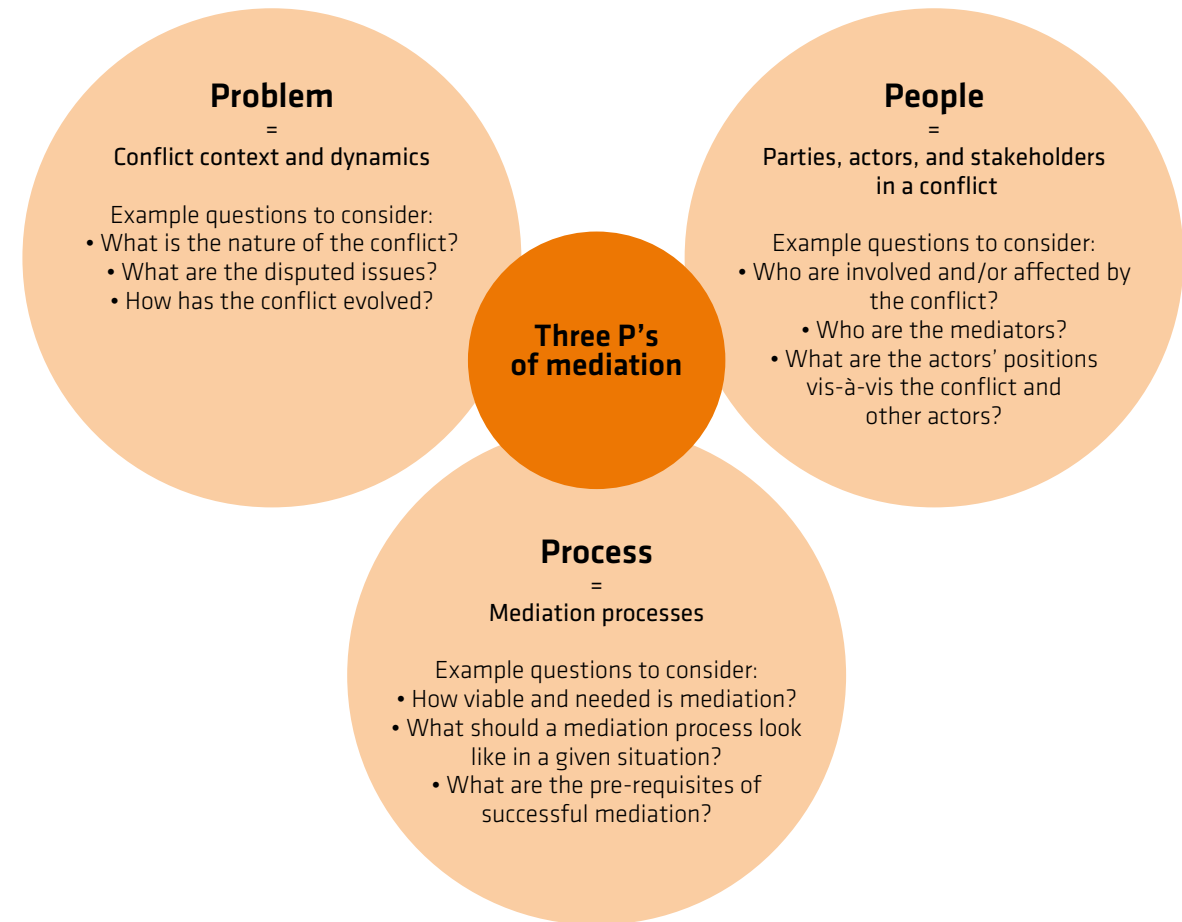 Problem
=
Conflict context and dynamics
Example questions to consider:
• What is the nature of the conflict?
• What are the disputed issues?
• How has the conflict evolved?
People
=
Parties, actors, and stakeholders
in a conflict
Example questions to consider:
• Who are involved and/or affected by
the conflict?
• Who are the mediators?
• What are the actors’ positions
vis-à-vis the conflict and
other actors?
Three P’s
of mediation
Process
=
Mediation processes
Example questions to consider:
• How viable and needed is mediation?
• What should a mediation process look
like in a given situation?
• What are the pre-requisites of
successful mediation?